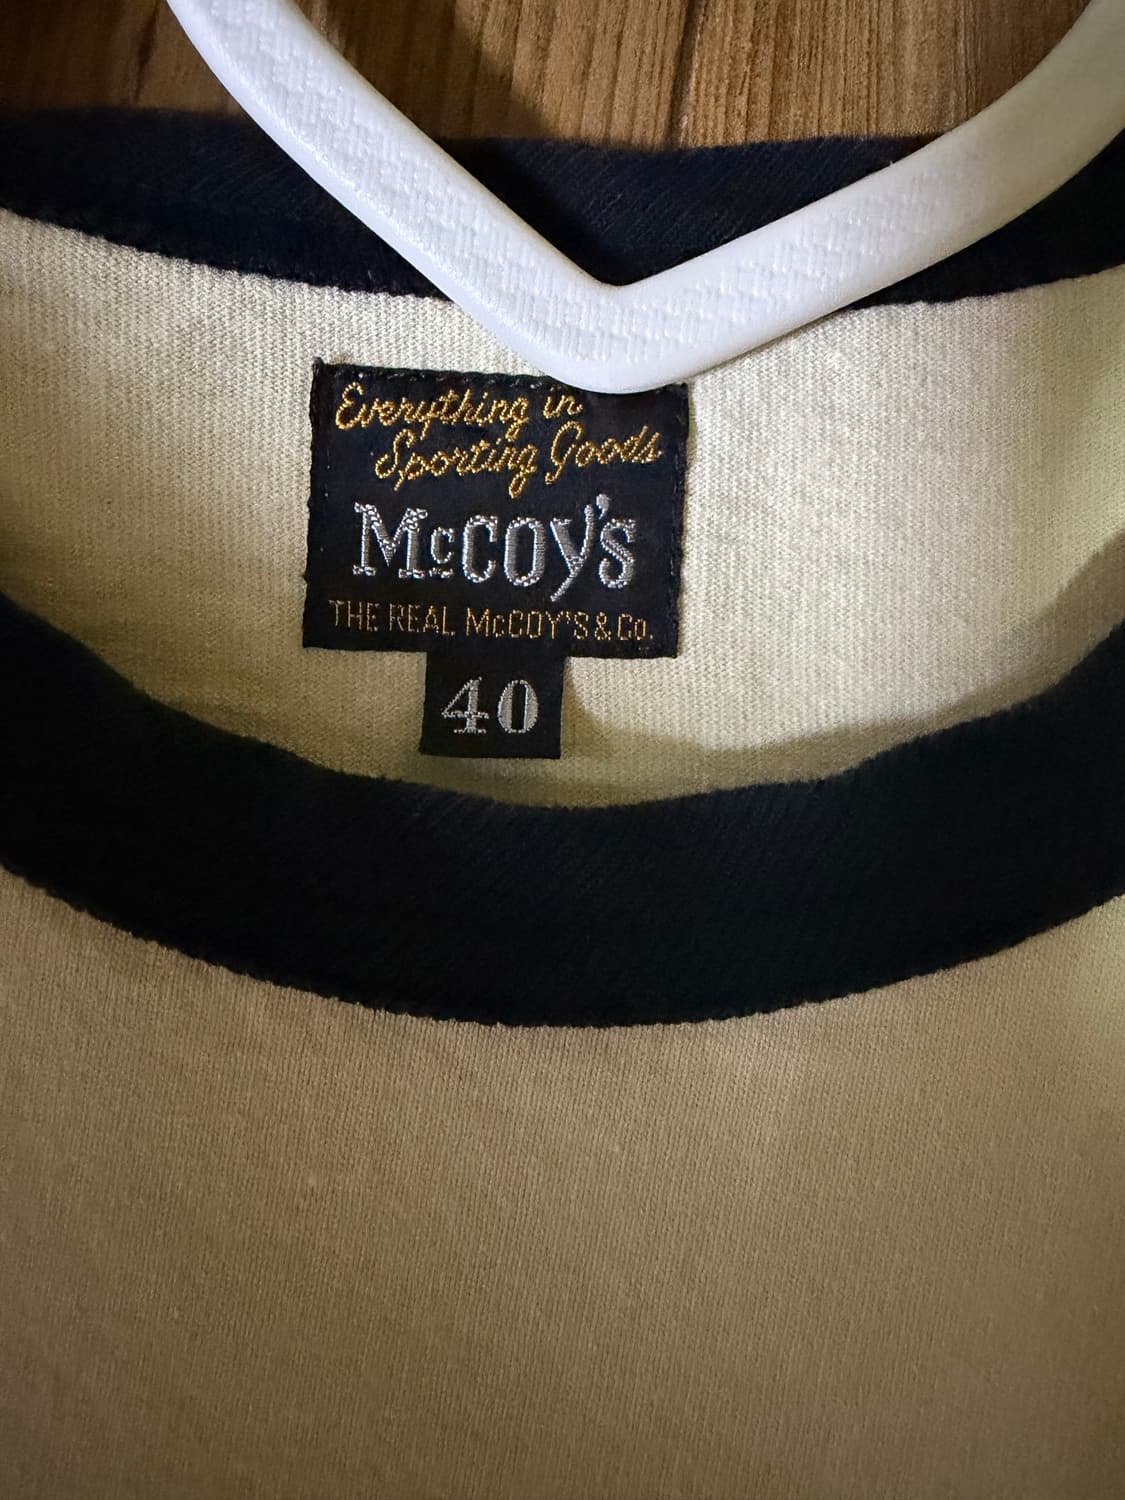 Everything in
Sporting Goods
McCoy's
THE REAL McCOY'S & Co.
40